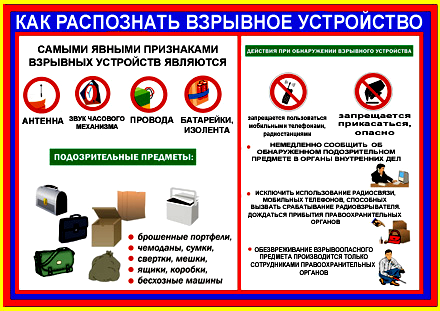 КАК РАСПОЗНАТЬ ВЗРЫВНОЕ УСТРОЙСТВО
САМЫМИ ЯВНЫМИ ПРИЗНАКАМИ
ВЗРЫВНЫХ УСТРОЙСТВ ЯВЛЯЮТСЯ
АНТЕННА
ЗВУК ЧАСОВОГО
МЕХАНИЗМА
ПРОВОДА
БАТАРЕЙКИ,
ИЗОЛЕНТА
ПОДОЗРИТЕЛЬНЫЕ ПРЕДМЕТЫ:
• брошенные портфели,
• чемоданы, сумки,
• свертки, мешки,
• ящики, коробки,
• бесхозные машины
ДЕЙСТВИЯ ПРИ ОБНАРУЖЕНИИ ВЗРЫВНОГО УСТРОЙСТВА
запрещается пользоваться
мобильными телефонами,
радиостанциями
запрещается
прикасаться,
опасно
• НЕМЕДЛЕННО СООБЩИТЬ ОБ
ОБНАРУЖЕННОМ ПОДОЗРИТЕЛЬНОМ
ПРЕДМЕТЕ В ОРГАНЫ ВНУТРЕННИХ ДЕЛ
• ИСКЛЮЧИТЬ ИСПОЛЬЗОВАНИЕ РАДИОСВЯЗИ,
МОБИЛЬНЫХ ТЕЛЕФОНОВ, СПОСОБНЫХ
ВЫЗВАТЬ СРАБАТЫВАНИЕ РАДИОВЗРЫВАТЕЛЯ.
ДОЖДАТЬСЯ ПРИБЫТИЯ ПРАВООХРАНИТЕЛЬНЫХ
ОРГАНОВ
• ОБЕЗВРЕЖИВАНИЕ ВЗРЫВООПАСНОГО
ПРЕДМЕТА ПРОИЗВОДИТСЯ ТОЛЬКО
СОТРУДНИКАМИ ПРАВООХРАНИТЕЛЬНЫХ
ОРГАНОВ